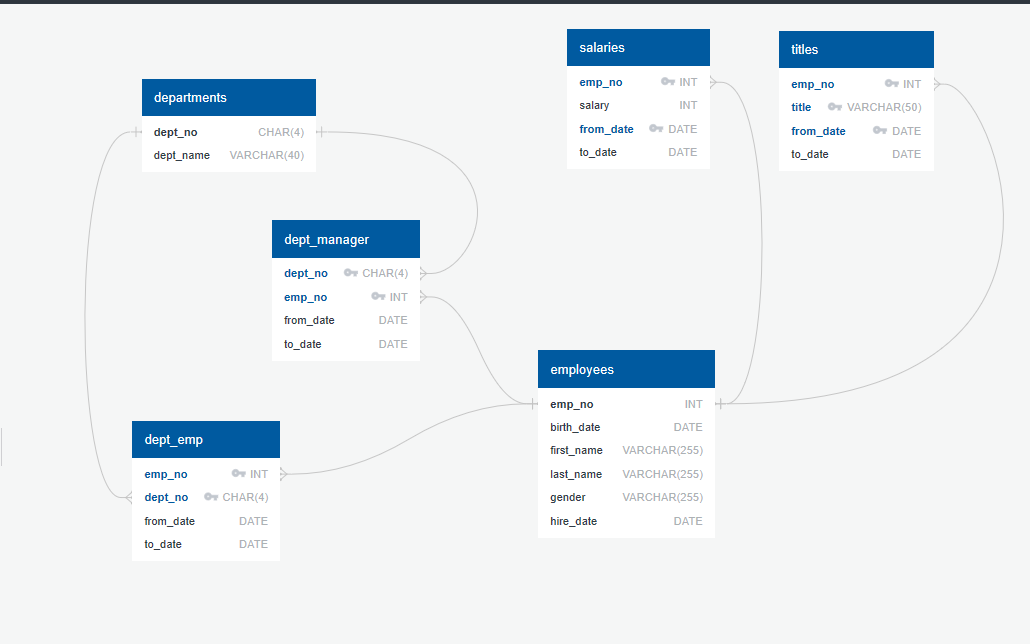 departments
dept_no CHAR(4)
dept_name VARCHAR(40)
dept_manager
dept_no CHAR(4)
emp_no INT
from_date DATE
to_date DATE
dept_emp
emp_no INT
dept_no CHAR(4)
from_date DATE
to_date DATE
salaries
emp_no INT
salary INT
from_date DATE
to_date DATE
titles
emp_no INT
title VARCHAR(50)
from_date DATE
to_date DATE
employees
emp_no INT
birth_date DATE
first_name VARCHAR(255)
last_name VARCHAR(255)
gender VARCHAR(255)
hire_date DATE